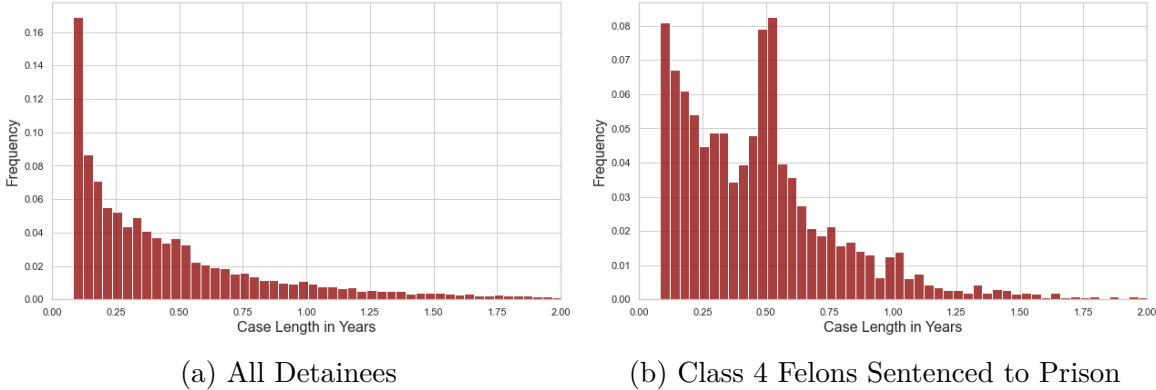 0.16
0.14
0.12
0.10
0.08
0.06
0.04
0.02
0.00
Frequency
0.00 0.25 0.50 0.75 1.00 1.25 1.50 1.75 2.00
Case Length in Years
(a) All Detainees
0.08
0.07
0.06
0.05
0.04
0.03
0.02
0.01
0.00
Frequency
0.00 0.25 0.50 0.75 1.00 1.25 1.50 1.75 2.00
Case Length in Years
(b) Class 4 Felons Sentenced to Prison